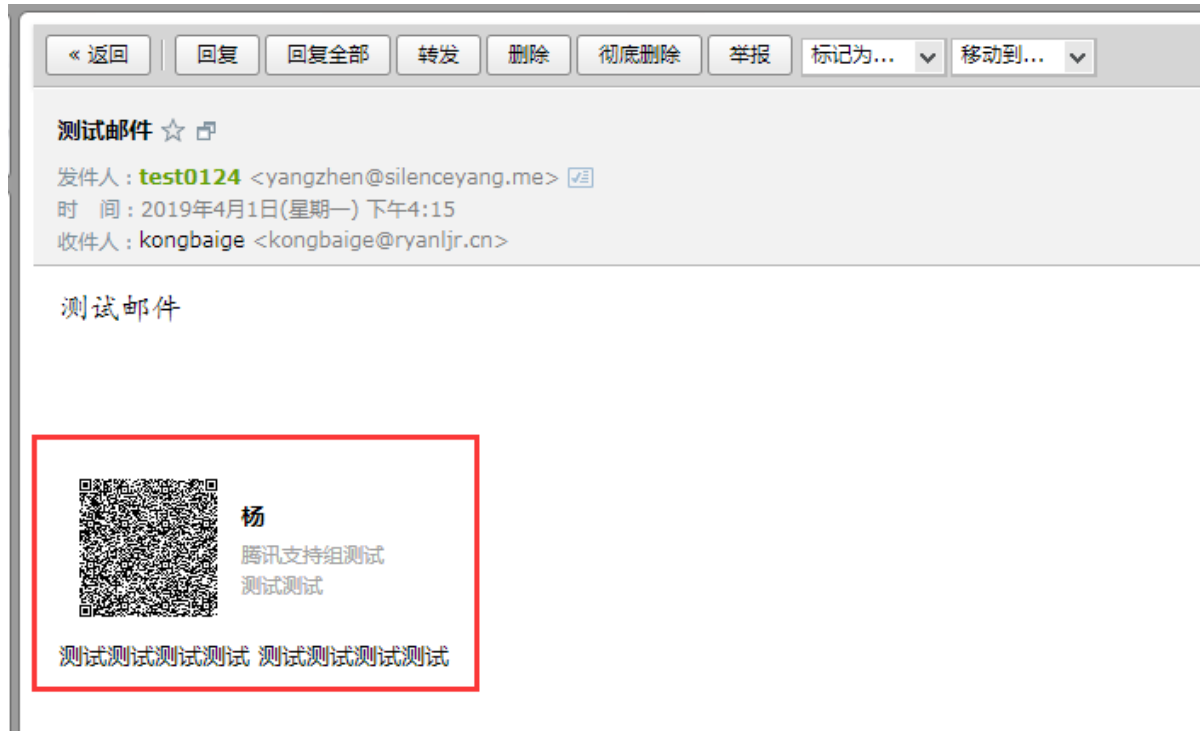 « 返回 回复 回复全部 转发 删除 彻底删除 举报 标记为... 移动到...
测试邮件
发件人：test0124 <yangzhen@silenceyang.me>
时 间：2019年4月1日(星期一) 下午4:15
收件人：kongbaige <kongbaige@ryanljr.cn>
测试邮件
杨
腾讯支持组测试
测试测试
测试测试测试测试 测试测试测试测试